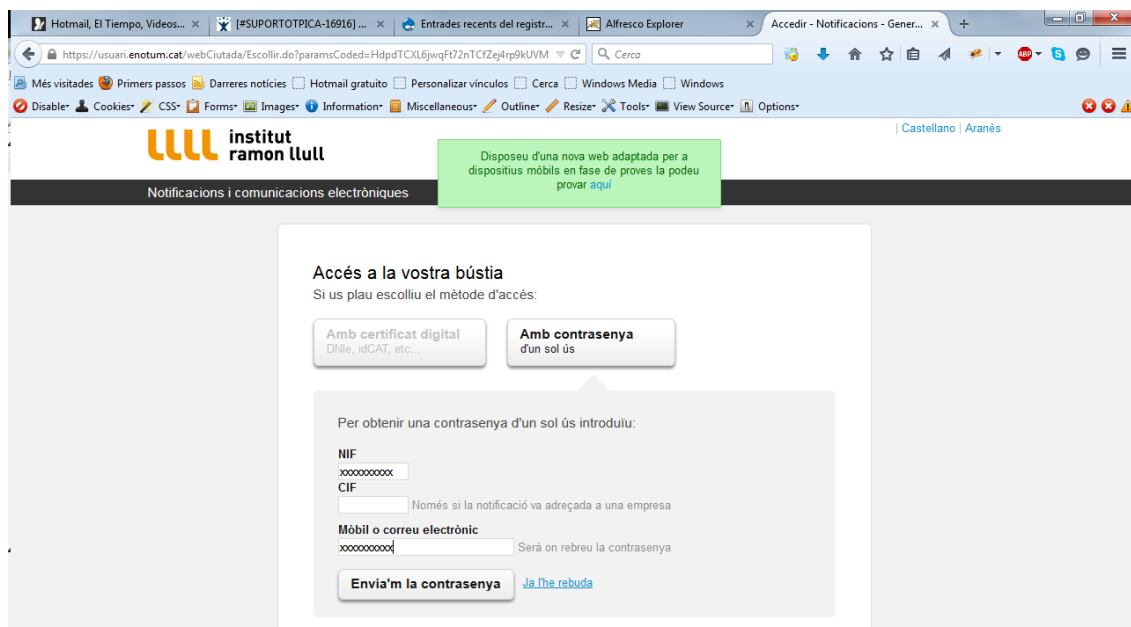 Hotmail, El Tiempo, Videos...
[#SUPORTOTPICA-16916] ...
Entrades recents del registr...
Alfresco Explorer
Accedir - Notificacions - Gener...
https://usuari.enotum.cat/webCiutada/Escollir.do?paramsCoded=HdpdTCXL6jwqFt72nTCfZej4rp9kUVM
Cerca
ABP
Més visitades
Primers passos
Darreres notícies
Hotmail gratuito
Personalizar vínculos
Cerca
Windows Media
Windows
Disable
Cookies
CSS
Forms
Images
Information
Miscellaneous
Outline
Resize
Tools
View Source
Options
| Castellano | Aranès
institut
ramon llull
Disposeu d'una nova web adaptada per a
dispositius mòbils en fase de proves la podeu
provar aquí
Notificacions i comunicacions electròniques
Accés a la vostra bústia
Si us plau escolliu el mètode d'accés:
Amb certificat digital
DNIe, idCAT, etc...
Amb contrasenya
d'un sol ús
Per obtenir una contrasenya d'un sol ús introduïu:
NIF
xxxxxxxxxx
CIF
Només si la notificació va adreçada a una empresa
Mòbil o correu electrònic
xxxxxxxxxx
Serà on rebreu la contrasenya
Envia'm la contrasenya
Ja l'he rebuda